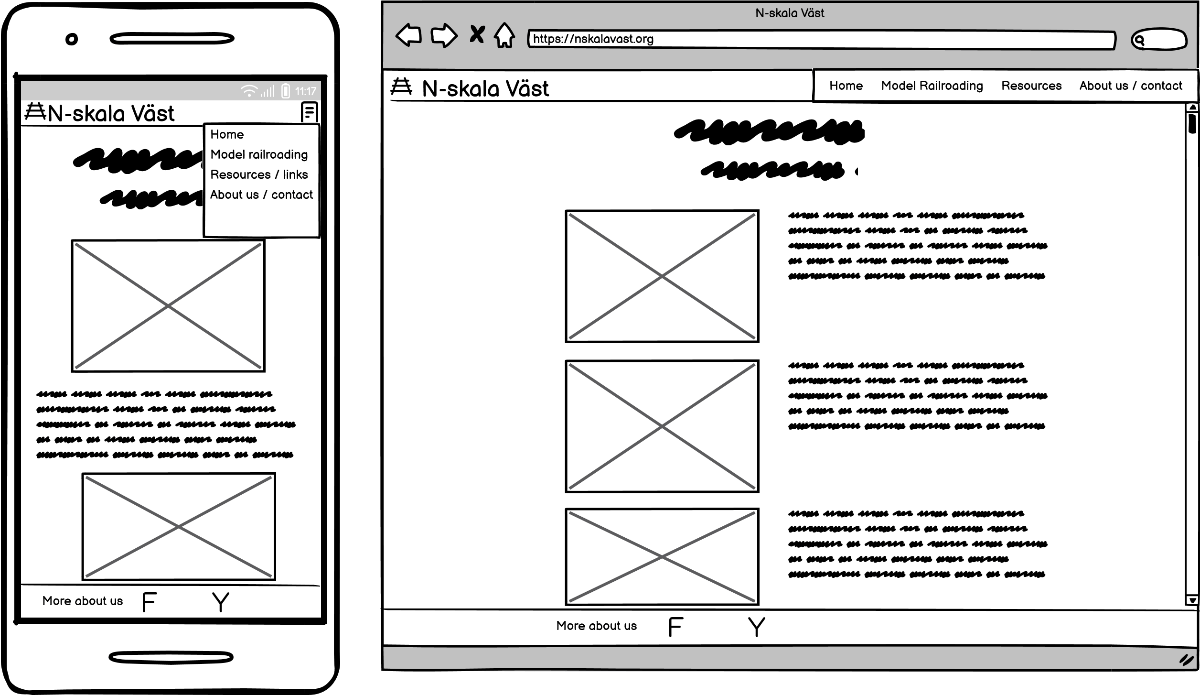 11:17
N-skala Väst
Home
Model railroading
Resources / links
About us / contact
More about us F Y
N-skala Väst
https://nskalavast.org
N-skala Väst
Home Model Railroading Resources About us / contact
More about us F Y